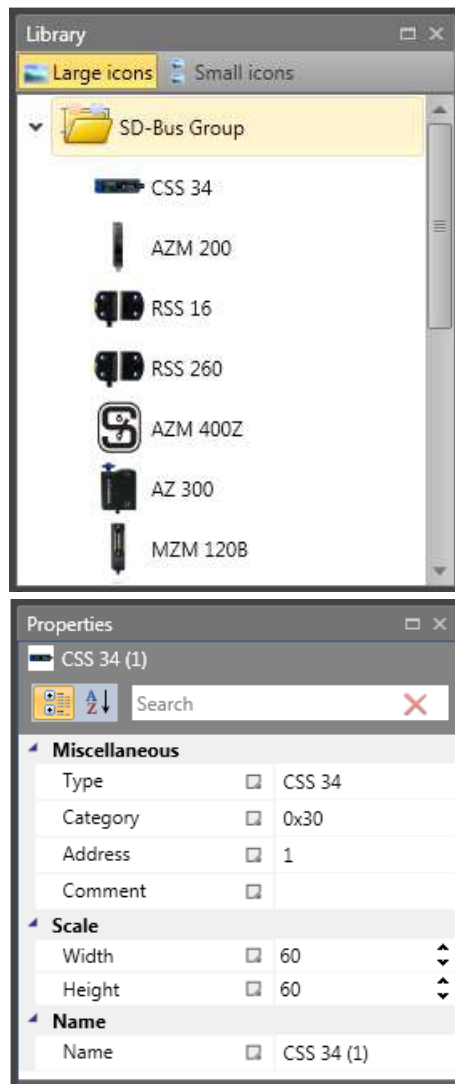 Library
Large icons Small icons
SD-Bus Group
CSS 34
AZM 200
RSS 16
RSS 260
AZM 400Z
AZ 300
MZM 120B
Properties
CSS 34 (1)
A Z Search
Miscellaneous
Type CSS 34
Category 0x30
Address 1
Comment
Scale
Width 60
Height 60
Name
Name CSS 34 (1)